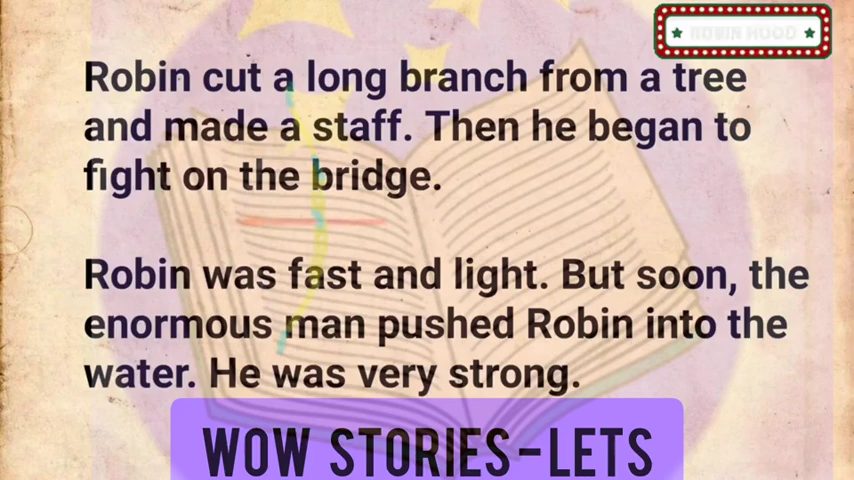 ROBIN HOOD
Robin cut a long branch from a tree
and made a staff. Then he began to
fight on the bridge.
Robin was fast and light. But soon, the
enormous man pushed Robin into the
water. He was very strong.
WOW STORIES-LETS